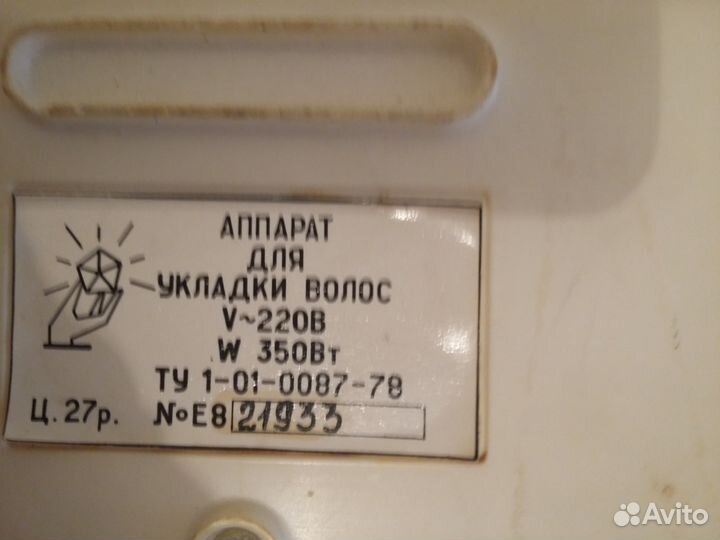 АППАРАТ
ДЛЯ
УКЛАДКИ ВОЛОС
V~220В
W 350Вт
ТУ 1-01-0087-78
Ц. 27р. №Е8 21933
Avito